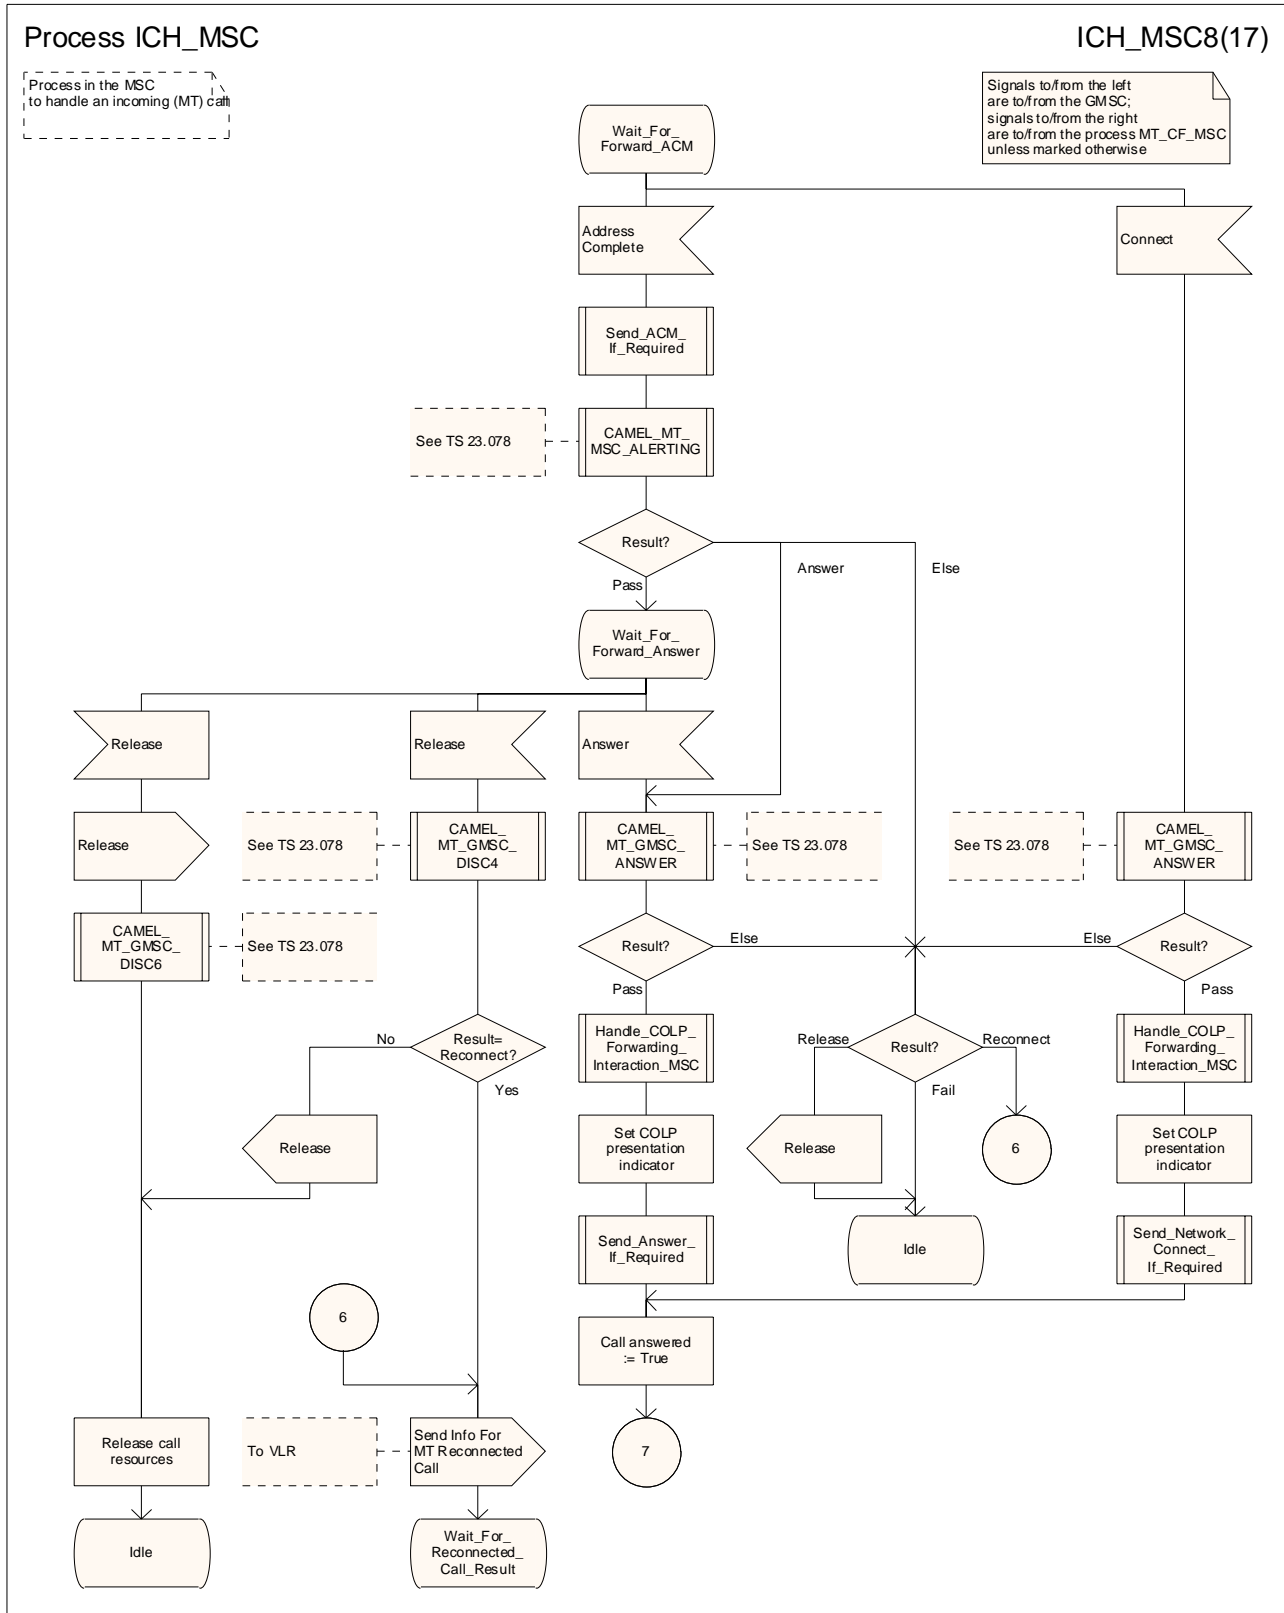 Process ICH_MSC
ICH_MSC8(17)
Process in the MSC
to handle an incoming (MT) call
Signals to/from the left
are to/from the GMSC;
signals to/from the right
are to/from the process MT_CF_MSC
unless marked otherwise
Wait_For_
Forward_ACM
Address
Complete
Connect
Send_ACM_
If_Required
See TS 23.078
CAMEL_MT_
MSC_ALERTING
Result?
Answer
Else
Pass
Wait_For_
Forward_Answer
Release
Release
Answer
Release
See TS 23.078
CAMEL_
MT_GMSC_
DISC4
CAMEL_
MT_GMSC_
ANSWER
See TS 23.078
See TS 23.078
CAMEL_
MT_GMSC_
ANSWER
CAMEL_
MT_GMSC_
DISC6
See TS 23.078
Result?
Else
Else
Result?
Pass
Pass
No
Result=
Reconnect?
Yes
Handle_COLP_
Forwarding_
Interaction_MSC
Release
Result?
Reconnect
Fail
Handle_COLP_
Forwarding_
Interaction_MSC
Release
Set COLP
presentation
indicator
Release
6
Set COLP
presentation
indicator
Send_Answer_
If_Required
Idle
Send_Network_
Connect_
If_Required
6
Call answered
:= True
Release call
resources
To VLR
Send Info For
MT Reconnected
Call
7
Idle
Wait_For_
Reconnected_
Call_Result